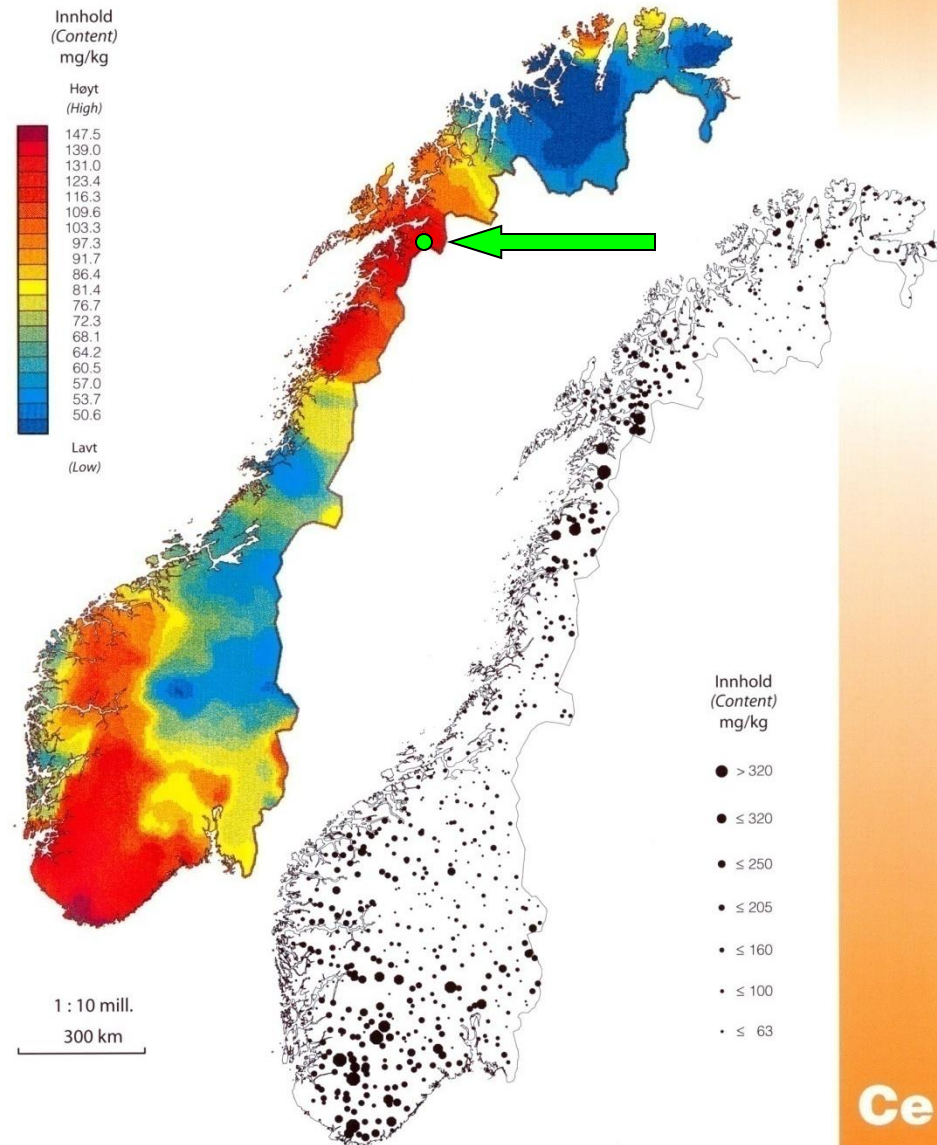 Innhold
(Content)
mg/kg
Høyt
(High)
147.5
139.0
131.0
123.4
116.3
109.6
103.3
97.3
91.7
86.4
81.4
76.7
72.3
68.1
64.2
60.5
57.0
53.7
50.6
Lavt
(Low)
1 : 10 mill.
300 km
Innhold
(Content)
mg/kg
> 320
≤ 320
≤ 250
≤ 205
≤ 160
≤ 100
≤ 63
Ce